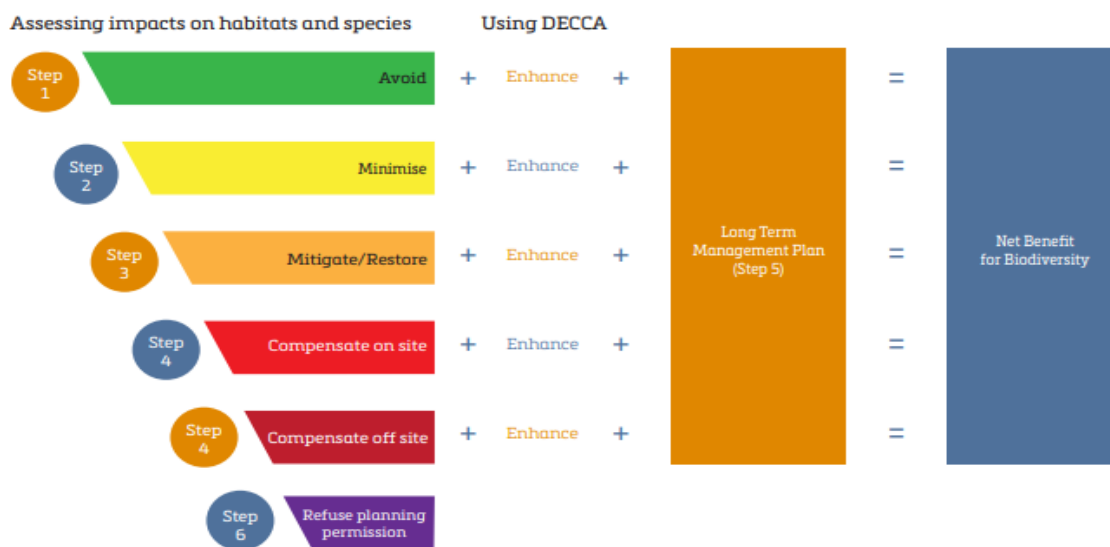 Assessing impacts on habitats and species
Using DECCA
Step
1
Avoid
+ Enhance + =
Step
2
Minimise
+ Enhance + =
Step
3
Mitigate/Restore
+ Enhance + =
Long Term
Management Plan
(Step 5)
Net Benefit
for Biodiversity
Step
4
Compensate on site
+ Enhance + =
Step
4
Compensate off site
+ Enhance + =
Step
6
Refuse planning
permission